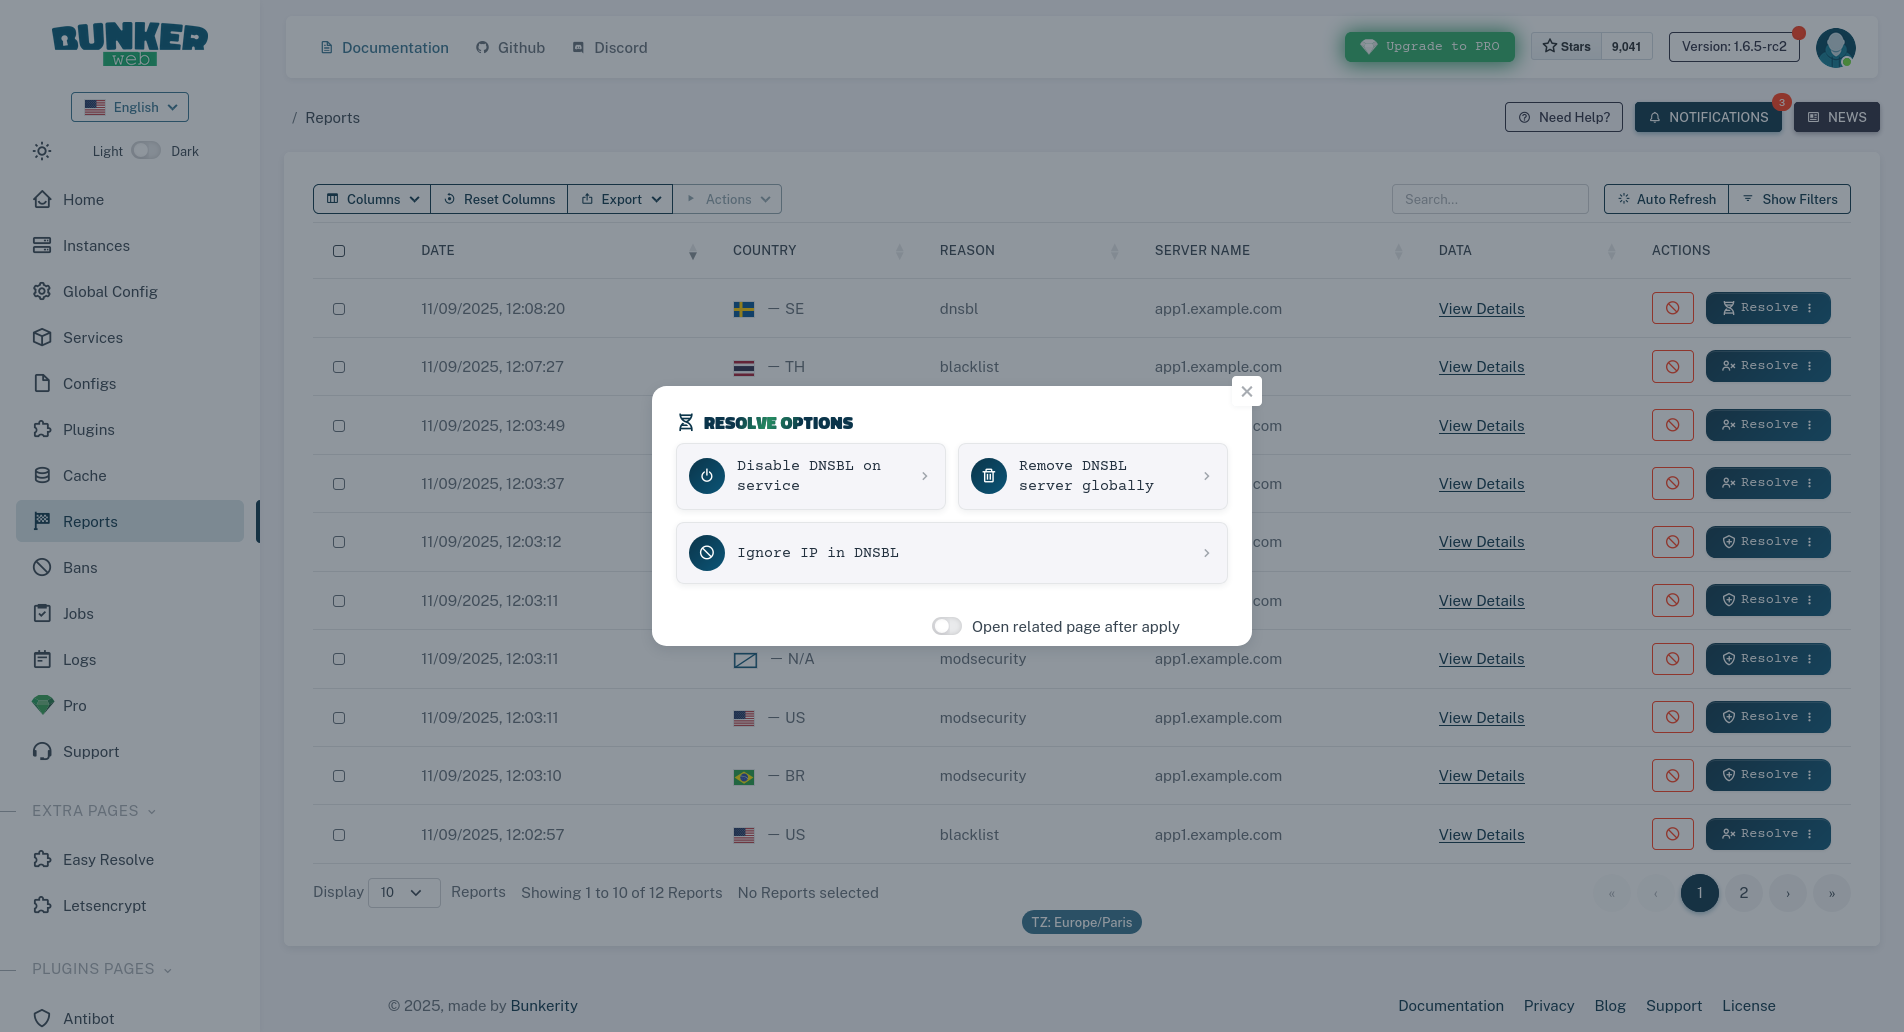 BUNKER
web
Documentation
Github
Discord
Upgrade to PRO
Stars
9,041
Version: 1.6.5-rc2
English
Light
Dark
/ Reports
Need Help?
NOTIFICATIONS
3
NEWS
Home
Instances
Global Config
Services
Configs
Plugins
Cache
Reports
Bans
Jobs
Logs
Pro
Support
EXTRA PAGES
Easy Resolve
Letsencrypt
PLUGINS PAGES
Antibot
Columns
Reset Columns
Export
Actions
Search...
Auto Refresh
Show Filters
DATE COUNTRY REASON SERVER NAME DATA ACTIONS
11/09/2025, 12:08:20 — SE dnsbl app1.example.com View Details Resolve
11/09/2025, 12:07:27 — TH blacklist app1.example.com View Details Resolve
11/09/2025, 12:03:49 .com View Details Resolve
11/09/2025, 12:03:37 .com View Details Resolve
11/09/2025, 12:03:12 .com View Details Resolve
11/09/2025, 12:03:11 .com View Details Resolve
11/09/2025, 12:03:11 — N/A modsecurity app1.example.com View Details Resolve
11/09/2025, 12:03:11 — US modsecurity app1.example.com View Details Resolve
11/09/2025, 12:03:10 — BR modsecurity app1.example.com View Details Resolve
11/09/2025, 12:02:57 — US blacklist app1.example.com View Details Resolve
RESOLVE OPTIONS
Disable DNSBL on
service
Remove DNSBL
server globally
Ignore IP in DNSBL
Open related page after apply
Display 10 Reports Showing 1 to 10 of 12 Reports No Reports selected
« ‹ 1 2 › »
TZ: Europe/Paris
© 2025, made by Bunkerity
Documentation Privacy Blog Support License